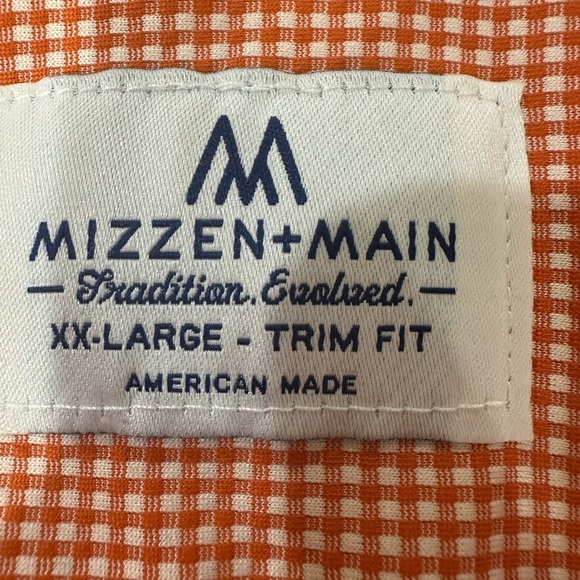 MIZZEN+MAIN
Tradition. Evolved.
XX-LARGE - TRIM FIT
AMERICAN MADE